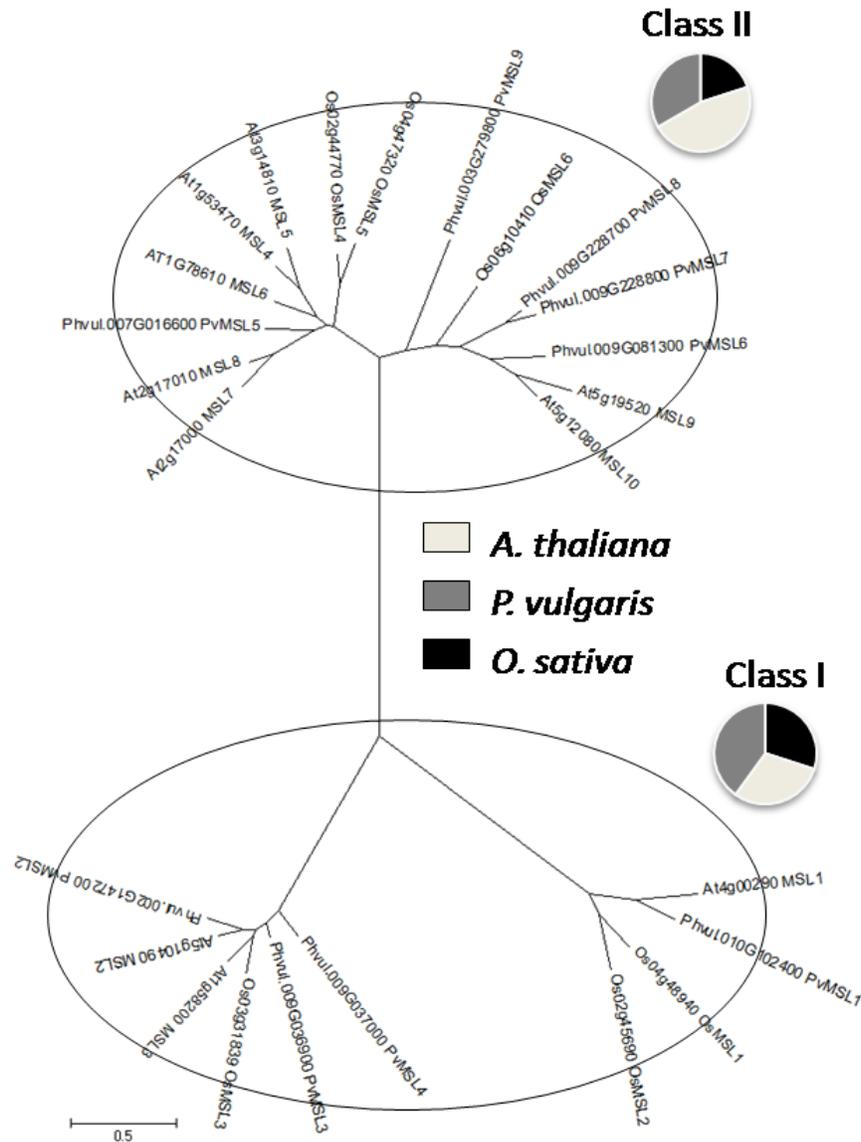 Class II
Phvul.003G279800 PvMSL9
Os04g47320 OsMSL5
Os02g44770 OsMSL4
At3g14810 MSL5
At1g53470 MSL4
AT1G78610 MSL6
Phvul.007G016600 PvMSL5
At2g17010 MSL8
At2g17000 MSL7
Os06g10410 OsMSL6
Phvul.009G228700 PvMSL8
Phvul.009G228800 PvMSL7
Phvul.009G081300 PvMSL6
At5g19520 MSL9
At5g12080 MSL10
A. thaliana
P. vulgaris
O. sativa
Class I
At4g00290 MSL1
Phvul.010G102400 PvMSL1
Os04g48940 OsMSL1
Os02g45690 OsMSL2
Phvul.002G147200 PvMSL2
At5g10490 MSL2
At1g58200 MSL3
Os03g31839 OsMSL3
Phvul.009G036900 PvMSL3
Phvul.009G037000 PvMSL4
0.5